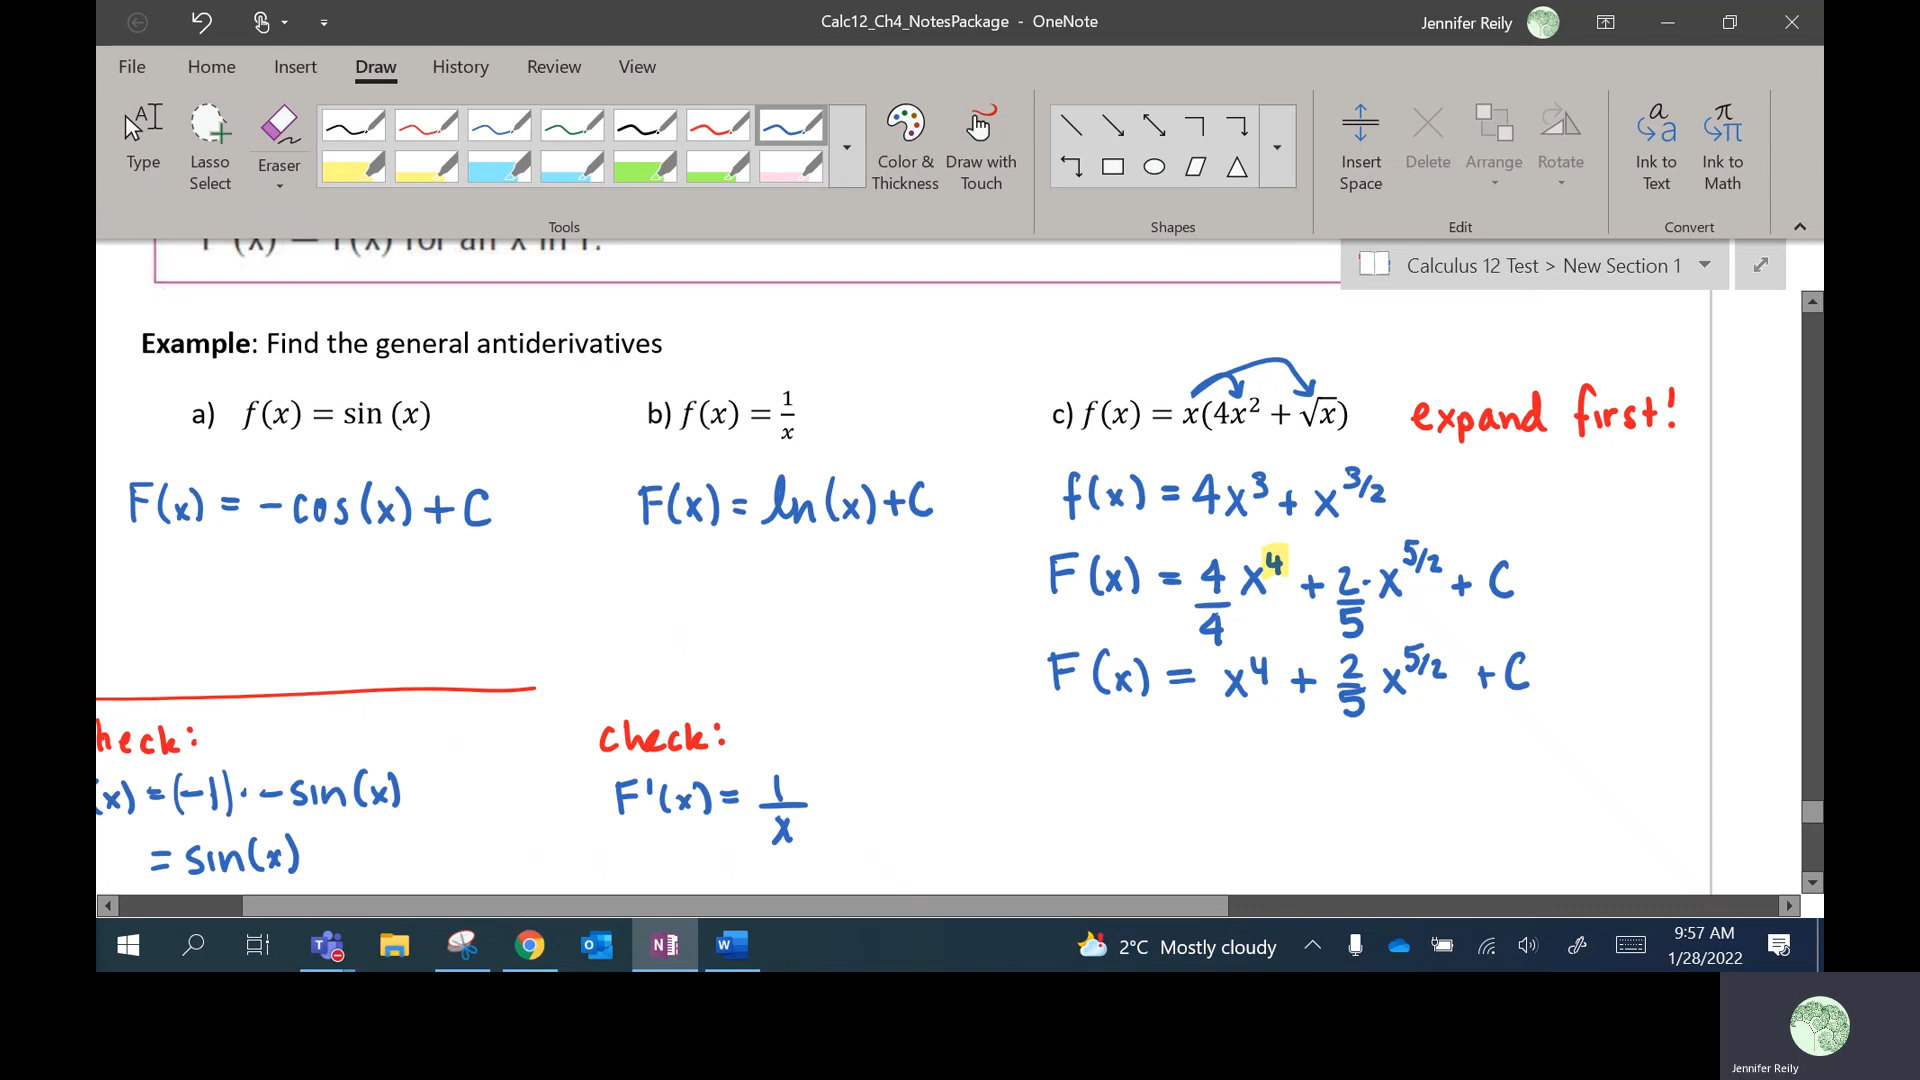 Calc12_Ch4_NotesPackage - OneNote
Jennifer Reily
File Home Insert Draw History Review View
Type
Lasso Select
Eraser
Color & Thickness
Draw with Touch
Insert Space
Delete
Arrange
Rotate
Ink to Text
Ink to Math
Tools
Shapes
Edit
Convert
F'(x) = f(x) for all x in I.
Calculus 12 Test > New Section 1
Example: Find the general antiderivatives
a) f(x) = sin (x)
b) f(x) = 1/x
c) f(x) = x(4x² + √x)
expand first!
F(x) = -cos(x) + C
F(x) = ln(x) + C
f(x) = 4x³ + x^(3/2)
F(x) = 4/4 x⁴ + 2/5 · x^(5/2) + C
F(x) = x⁴ + 2/5 x^(5/2) + C
heck:
(x) = (-1) · -sin(x)
= sin(x)
check:
F'(x) = 1/x
2°C Mostly cloudy
9:57 AM
1/28/2022
Jennifer Reily